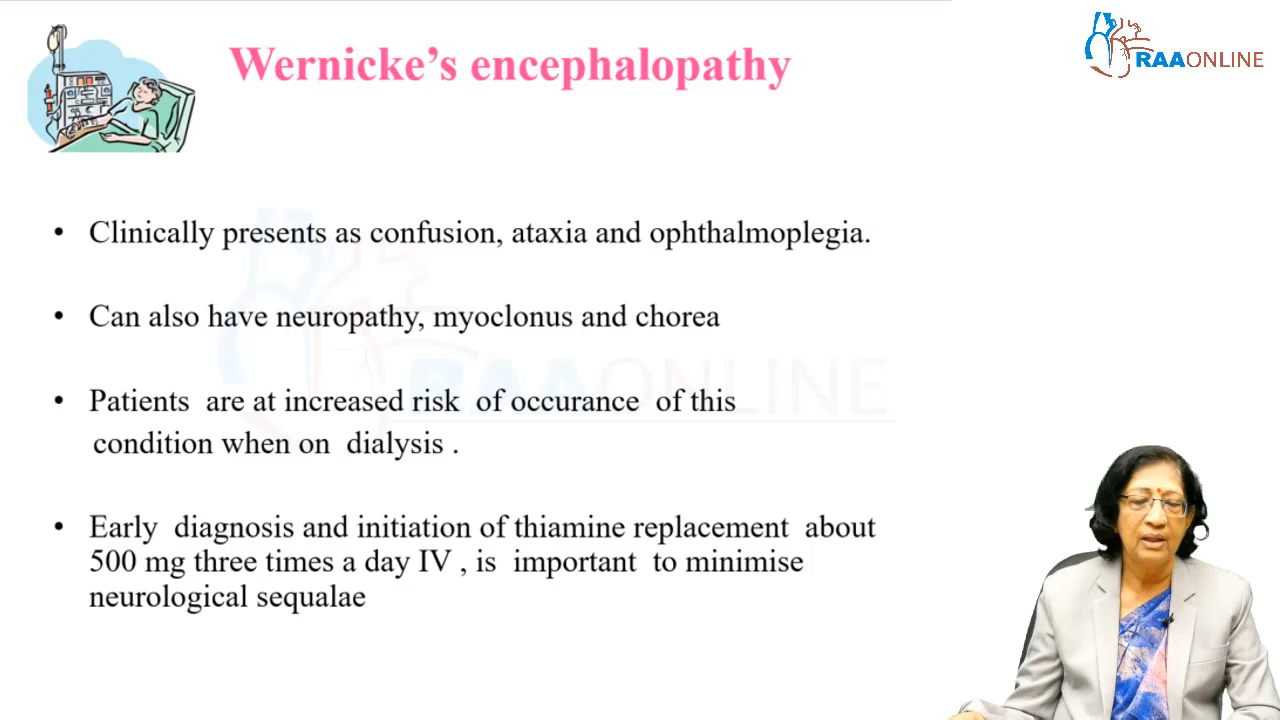 Wernicke's encephalopathy
RAAONLINE
• Clinically presents as confusion, ataxia and ophthalmoplegia.
• Can also have neuropathy, myoclonus and chorea
• Patients are at increased risk of occurance of this
condition when on dialysis .
• Early diagnosis and initiation of thiamine replacement about
500 mg three times a day IV , is important to minimise
neurological sequalae
RAAONLINE